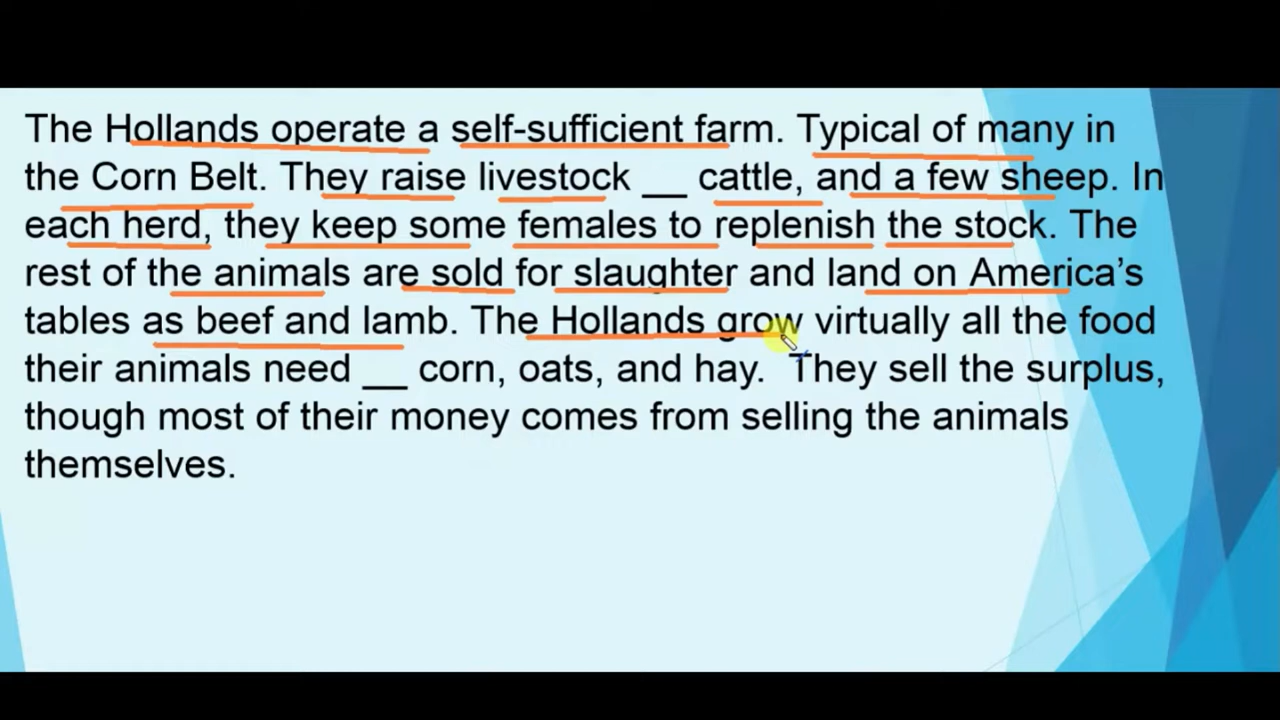 The Hollands operate a self-sufficient farm. Typical of many in
the Corn Belt. They raise livestock __ cattle, and a few sheep. In
each herd, they keep some females to replenish the stock. The
rest of the animals are sold for slaughter and land on America's
tables as beef and lamb. The Hollands grow virtually all the food
their animals need __ corn, oats, and hay. They sell the surplus,
though most of their money comes from selling the animals
themselves.